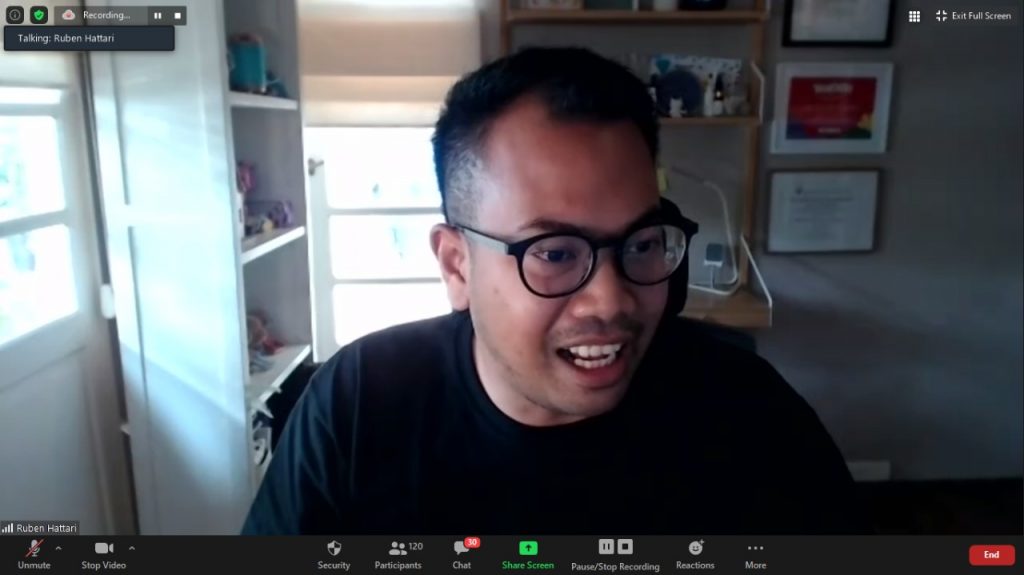 Recording...
Exit Full Screen
Talking: Ruben Hattari
Ruben Hattari
Unmute
Stop Video
Security
120
Participants
30
Chat
Share Screen
Pause/Stop Recording
Reactions
More
End